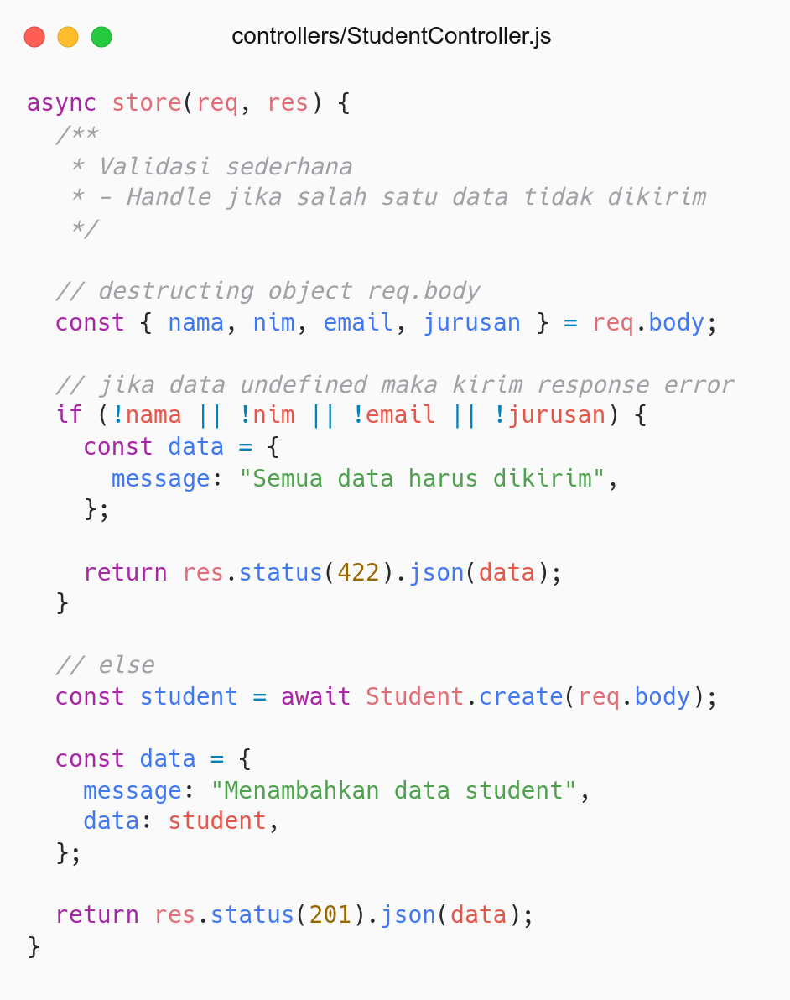 controllers/StudentController.js
async store(req, res) {
  /**
   * Validasi sederhana
   * - Handle jika salah satu data tidak dikirim
   */

  // destructing object req.body
  const { nama, nim, email, jurusan } = req.body;

  // jika data undefined maka kirim response error
  if (!nama || !nim || !email || !jurusan) {
    const data = {
      message: "Semua data harus dikirim",
    };

    return res.status(422).json(data);
  }

  // else
  const student = await Student.create(req.body);

  const data = {
    message: "Menambahkan data student",
    data: student,
  };

  return res.status(201).json(data);
}